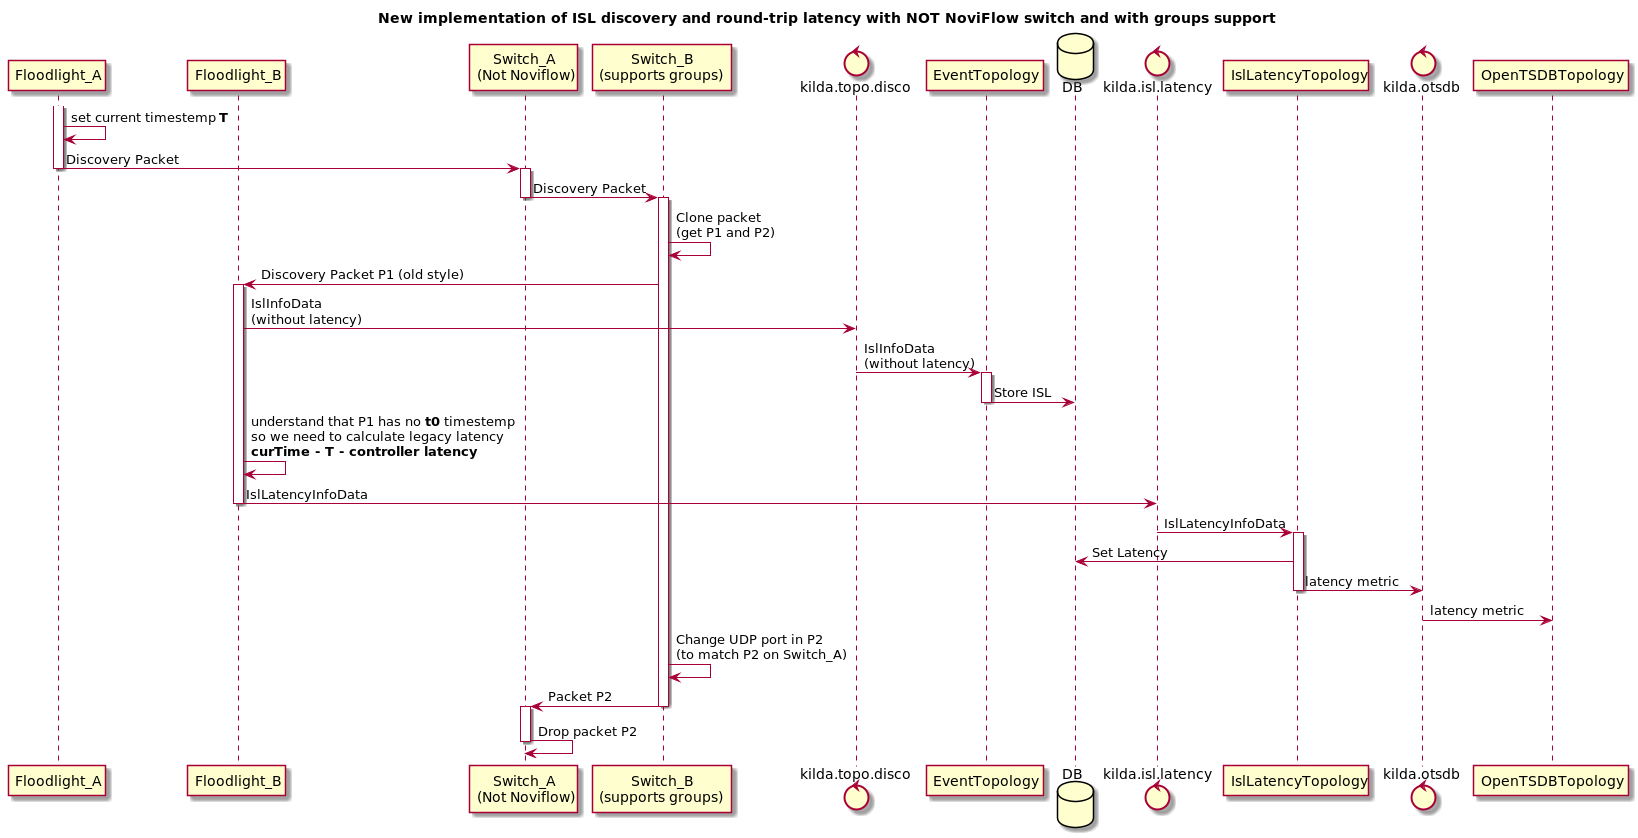 New implementation of ISL discovery and round-trip latency with NOT NoviFlow switch and with groups support
Floodlight_A
Floodlight_B
Switch_A
(Not Noviflow)
Switch_B
(supports groups)
kilda.topo.disco
EventTopology
DB
kilda.isl.latency
IslLatencyTopology
kilda.otsdb
OpenTSDBTopology
set current timestemp T
Discovery Packet
Discovery Packet
Clone packet
(get P1 and P2)
Discovery Packet P1 (old style)
IslInfoData
(without latency)
IslInfoData
(without latency)
Store ISL
understand that P1 has no t0 timestemp
so we need to calculate legacy latency
curTime - T - controller latency
IslLatencyInfoData
IslLatencyInfoData
Set Latency
latency metric
latency metric
Change UDP port in P2
(to match P2 on Switch_A)
Packet P2
Drop packet P2
Floodlight_A
Floodlight_B
Switch_A
(Not Noviflow)
Switch_B
(supports groups)
kilda.topo.disco
EventTopology
DB
kilda.isl.latency
IslLatencyTopology
kilda.otsdb
OpenTSDBTopology